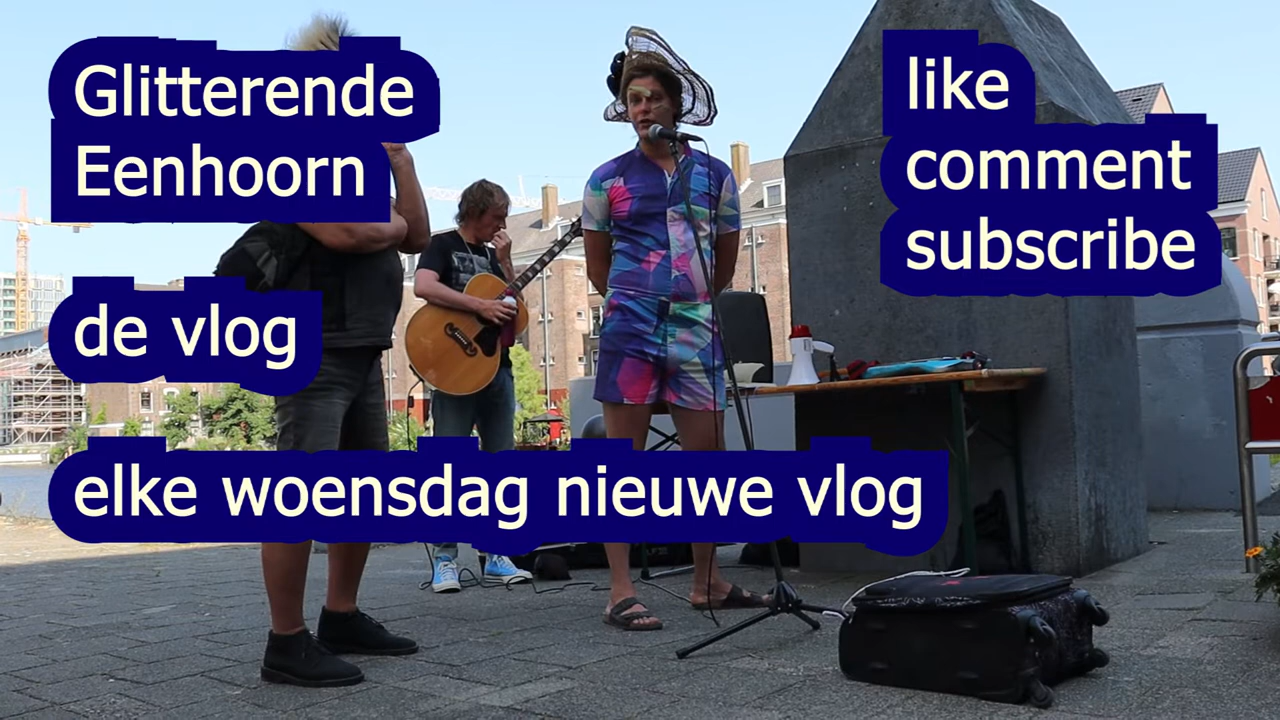 Glitterende
Eenhoorn
de vlog
elke woensdag nieuwe vlog
like
comment
subscribe